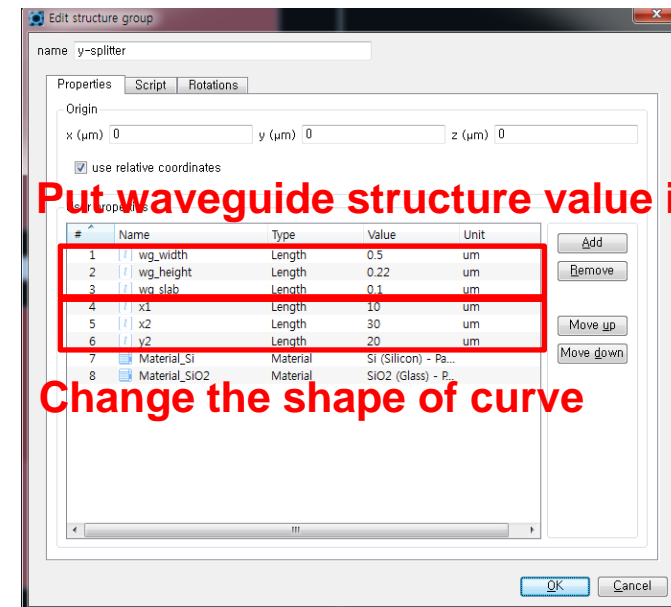 Edit structure group
name y-splitter
Properties Script Rotations
Origin
x (μm) 0 y (μm) 0 z (μm) 0
use relative coordinates
Put waveguide structure value i
User properties
# Name Type Value Unit
1 wg_width Length 0.5 um
2 wg_height Length 0.22 um
3 wg_slab Length 0.1 um
4 x1 Length 10 um
5 x2 Length 30 um
6 y2 Length 20 um
7 Material_Si Material Si (Silicon) - Pa...
8 Material_SiO2 Material SiO2 (Glass) - P...
Add
Remove
Move up
Move down
Change the shape of curve
OK Cancel